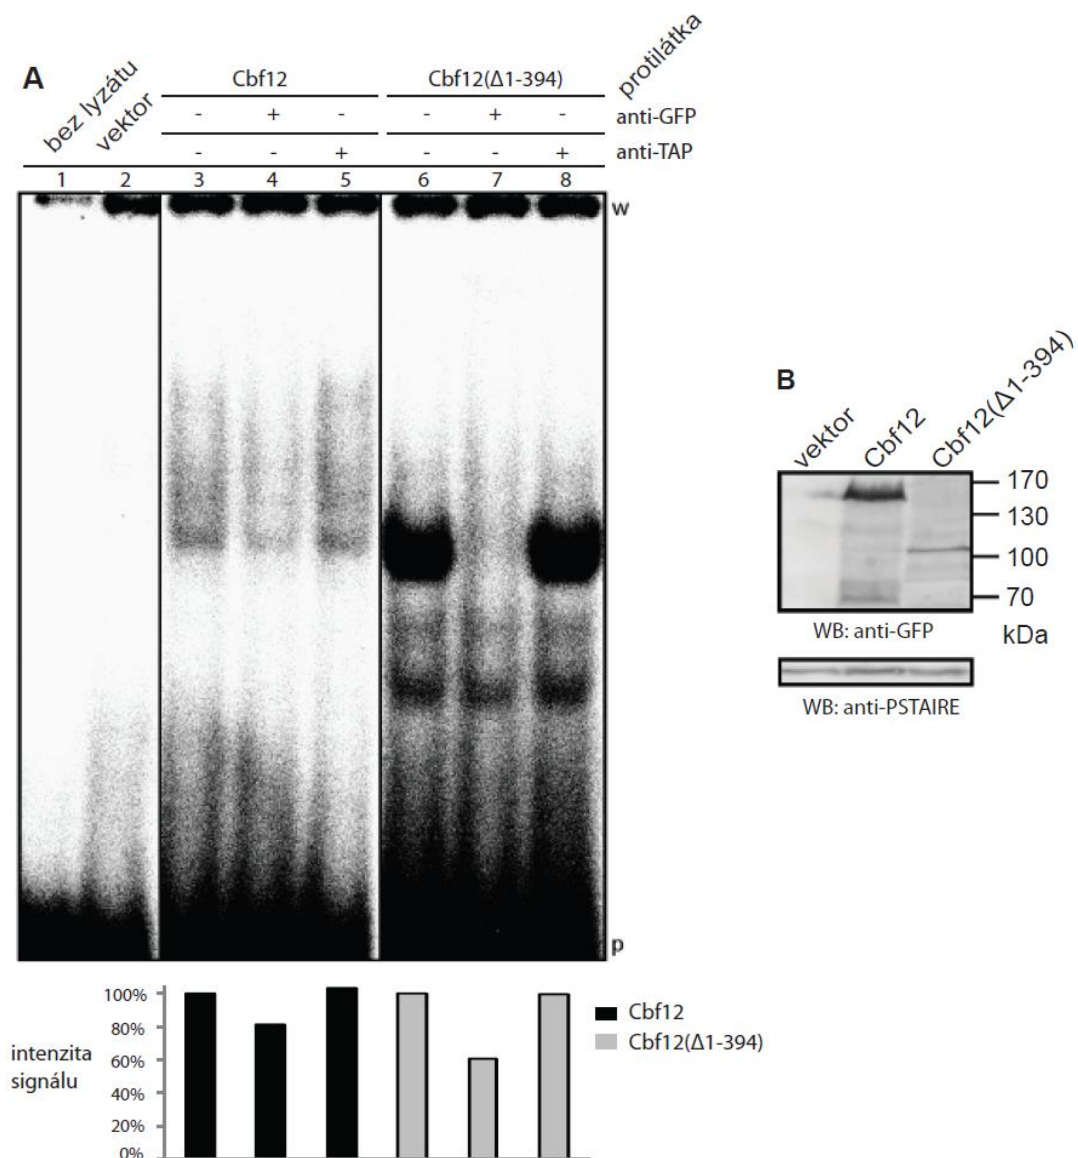 A
bez lyzátu
vektor
Cbf12
Cbf12(Δ1-394)
protilátka
- + - - + - anti-GFP
- - + - - + anti-TAP
1 2 3 4 5 6 7 8
w
p
100%
80%
60%
40%
20%
0%
intenzita
signálu
Cbf12
Cbf12(Δ1-394)
B
vektor
Cbf12
Cbf12(Δ1-394)
170
130
100
70
kDa
WB: anti-GFP
WB: anti-PSTAIRE